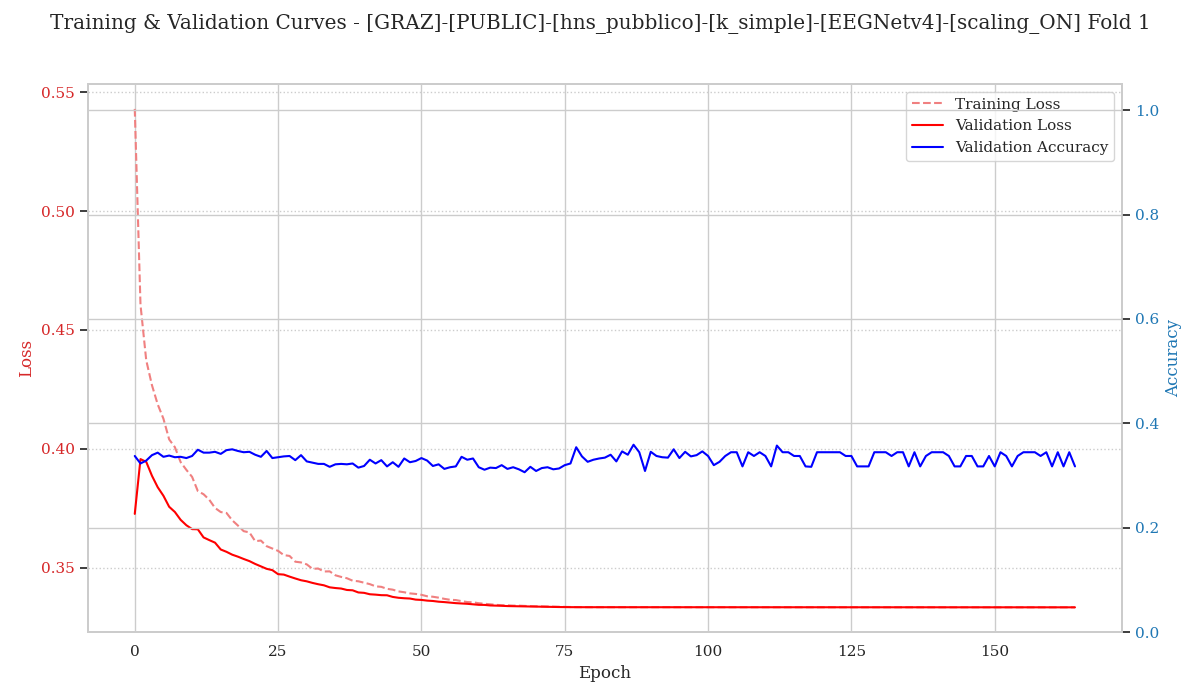 Training & Validation Curves - [GRAZ]-[PUBLIC]-[hns_pubblico]-[k_simple]-[EEGNetv4]-[scaling_ON] Fold 1
Training Loss
Validation Loss
Validation Accuracy
0.55
0.50
0.45
0.40
0.35
Loss
1.0
0.8
0.6
0.4
0.2
0.0
Accuracy
0 25 50 75 100 125 150
Epoch